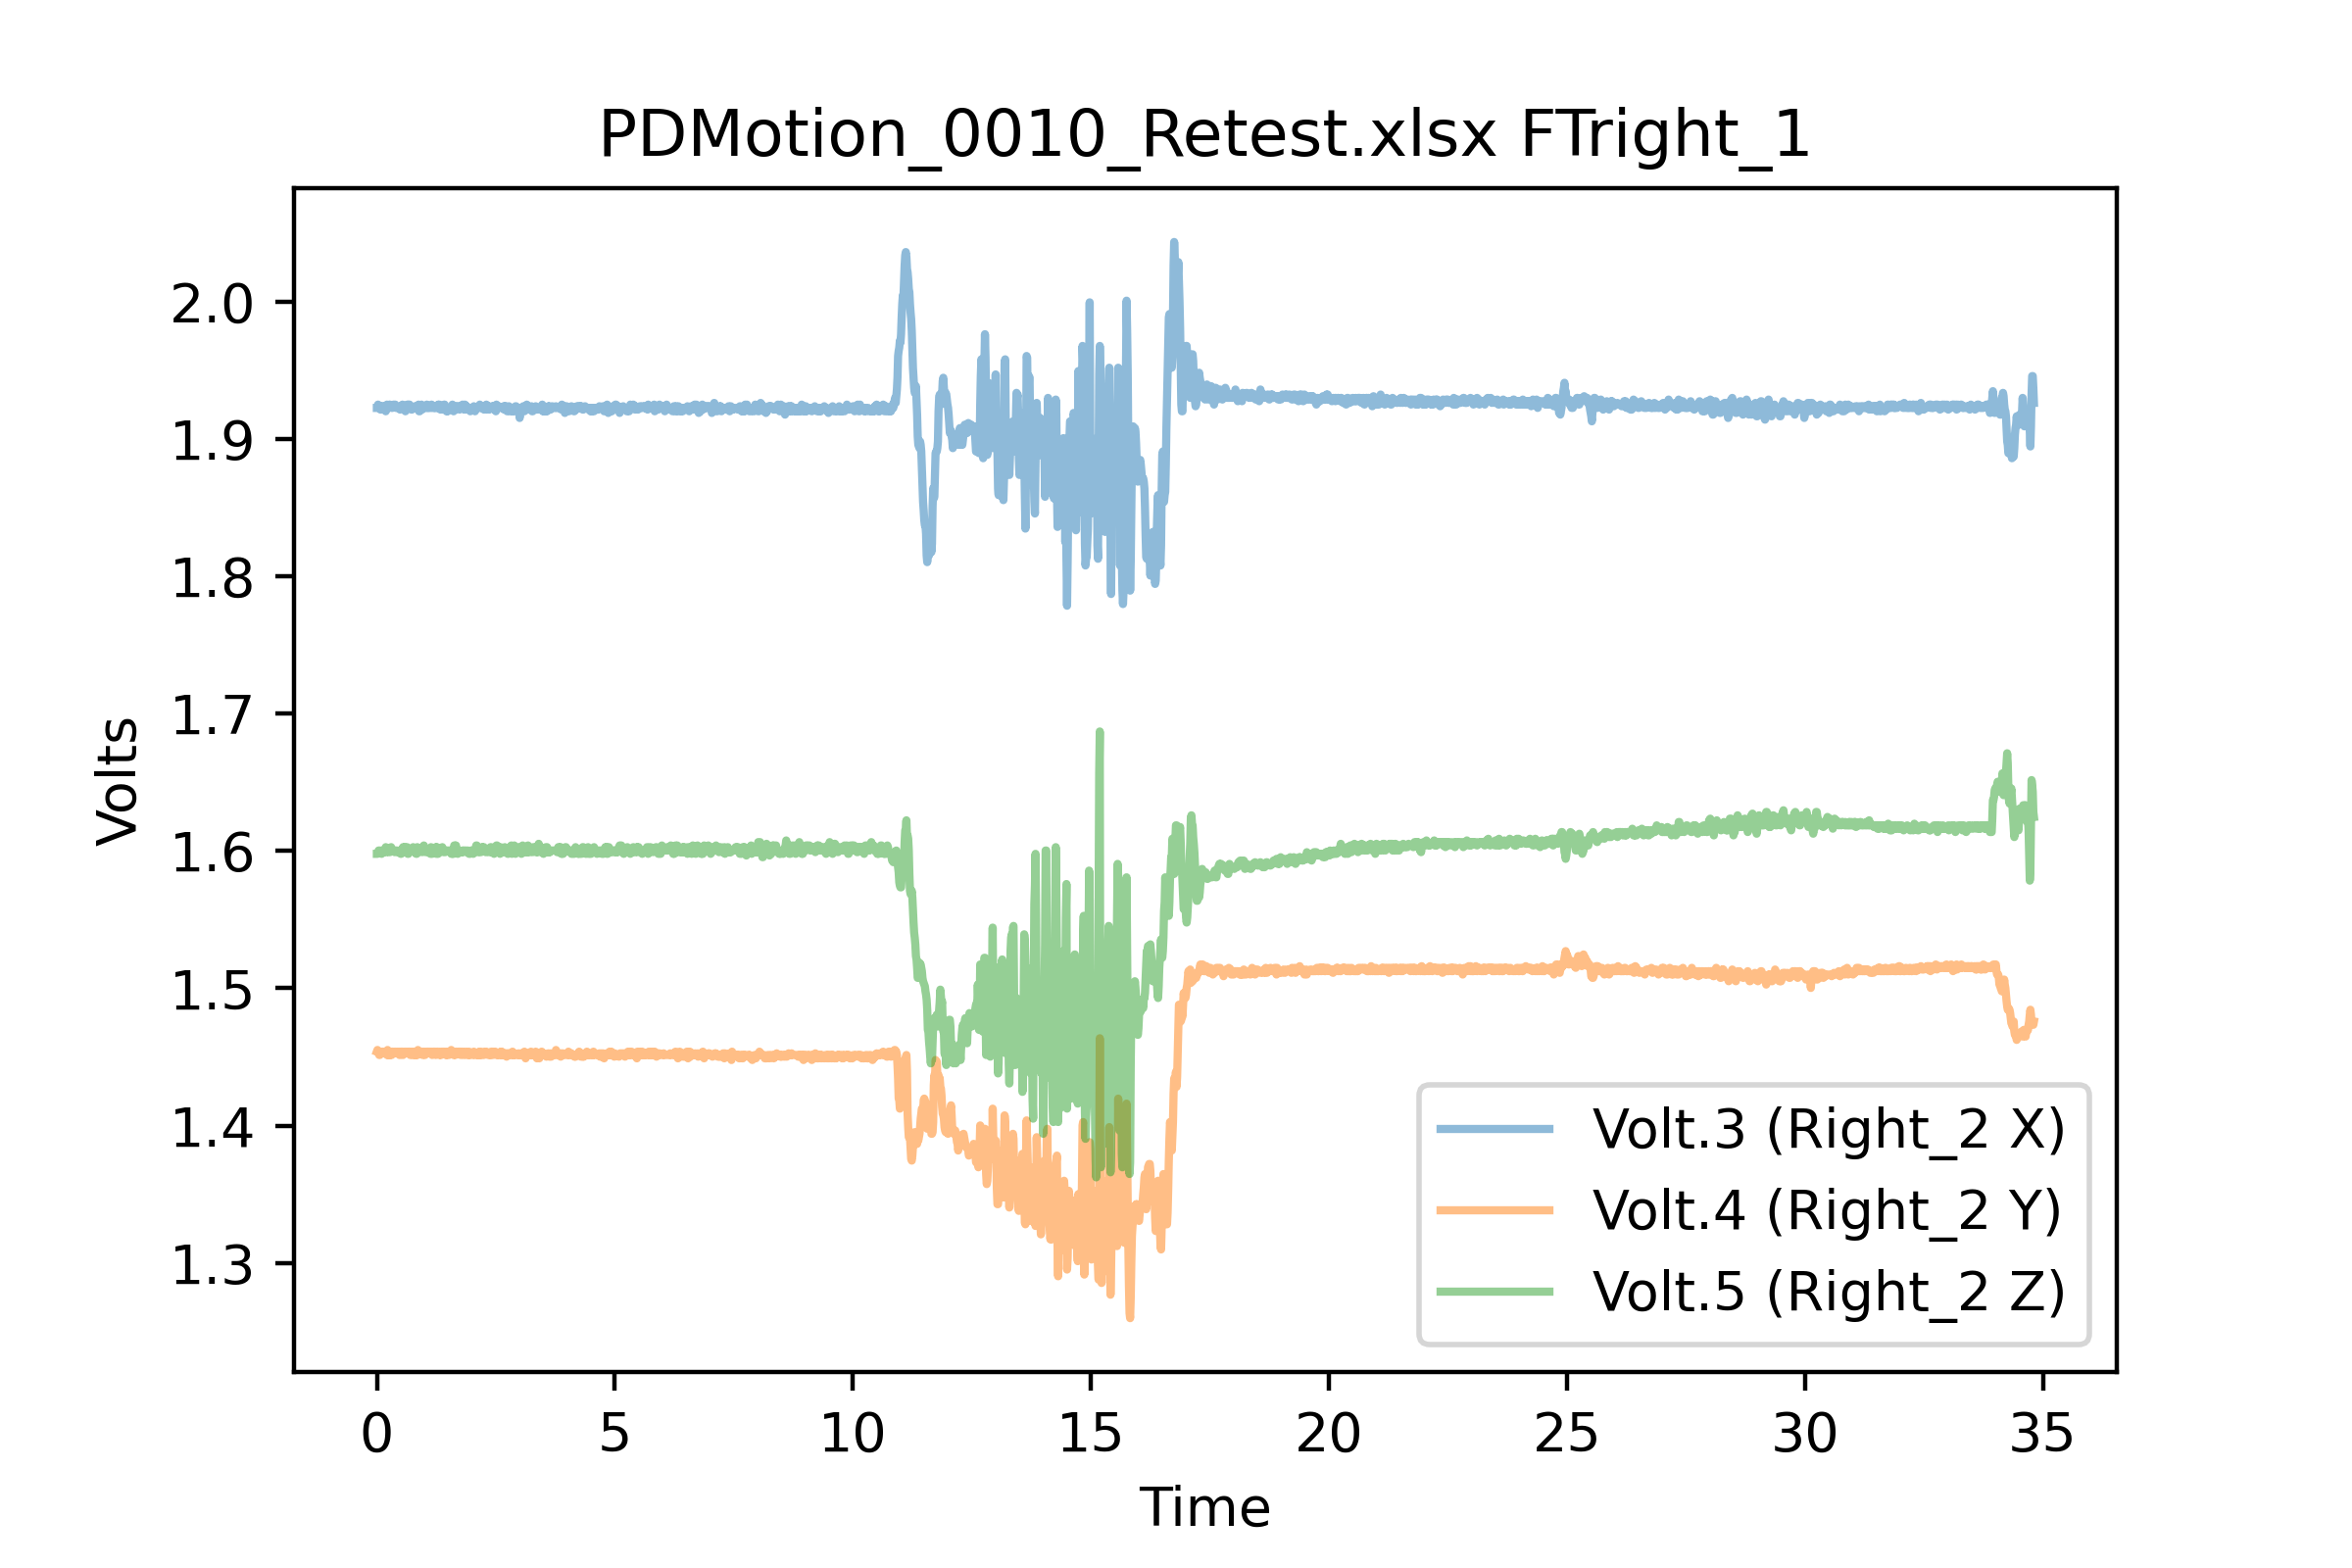 PDMotion_0010_Retest.xlsx FTright_1
Volts
2.0
1.9
1.8
1.7
1.6
1.5
1.4
1.3
Volt.3 (Right_2 X)
Volt.4 (Right_2 Y)
Volt.5 (Right_2 Z)
0 5 10 15 20 25 30 35
Time